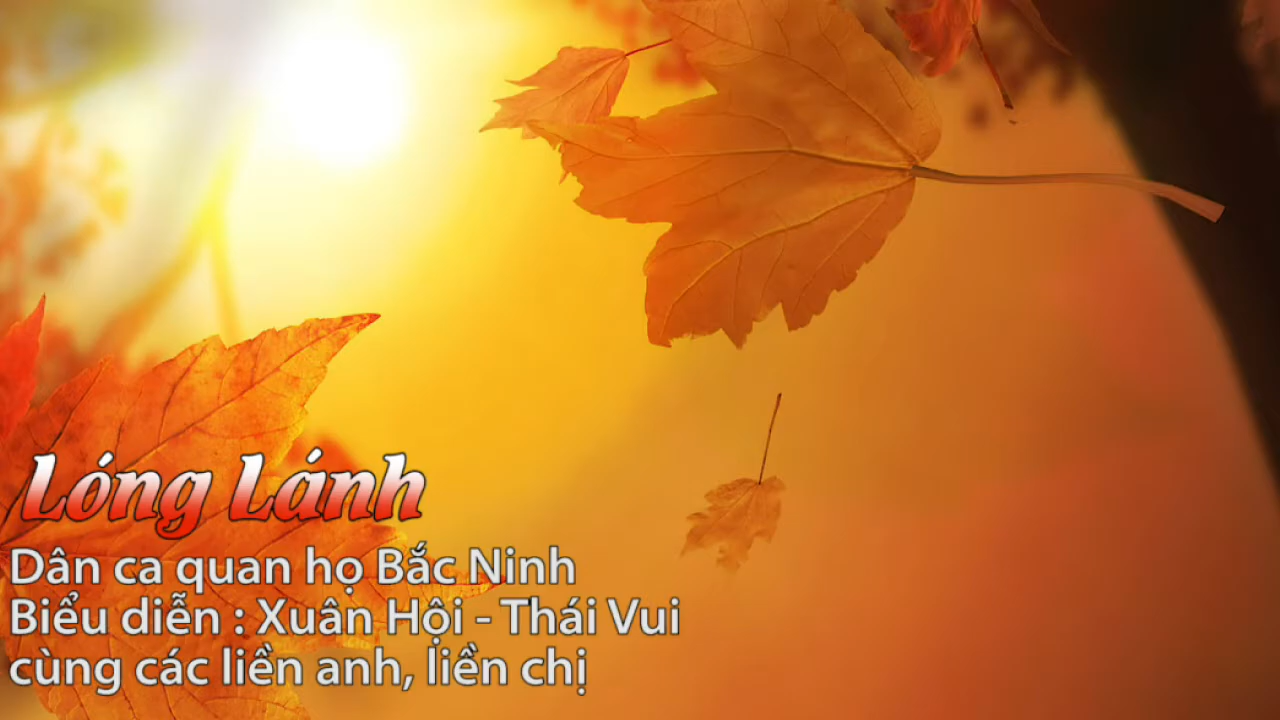 Lóng Lánh
Dân ca quan họ Bắc Ninh
Biểu diễn : Xuân Hội - Thái Vui
cùng các liền anh, liền chị